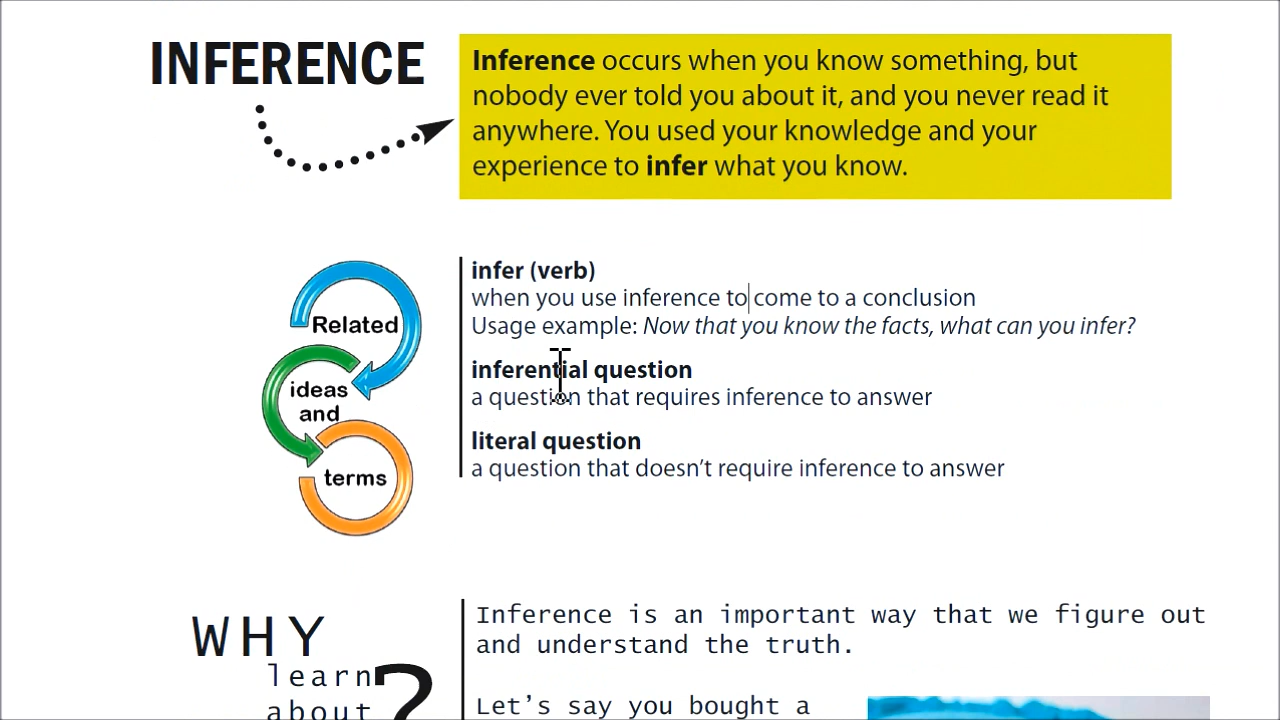 INFERENCE
Inference occurs when you know something, but
nobody ever told you about it, and you never read it
anywhere. You used your knowledge and your
experience to infer what you know.
Related
ideas
and
terms
infer (verb)
when you use inference to come to a conclusion
Usage example: Now that you know the facts, what can you infer?
inferential question
a question that requires inference to answer
literal question
a question that doesn't require inference to answer
WHY
learn
about
?
Inference is an important way that we figure out
and understand the truth.
Let's say you bought a